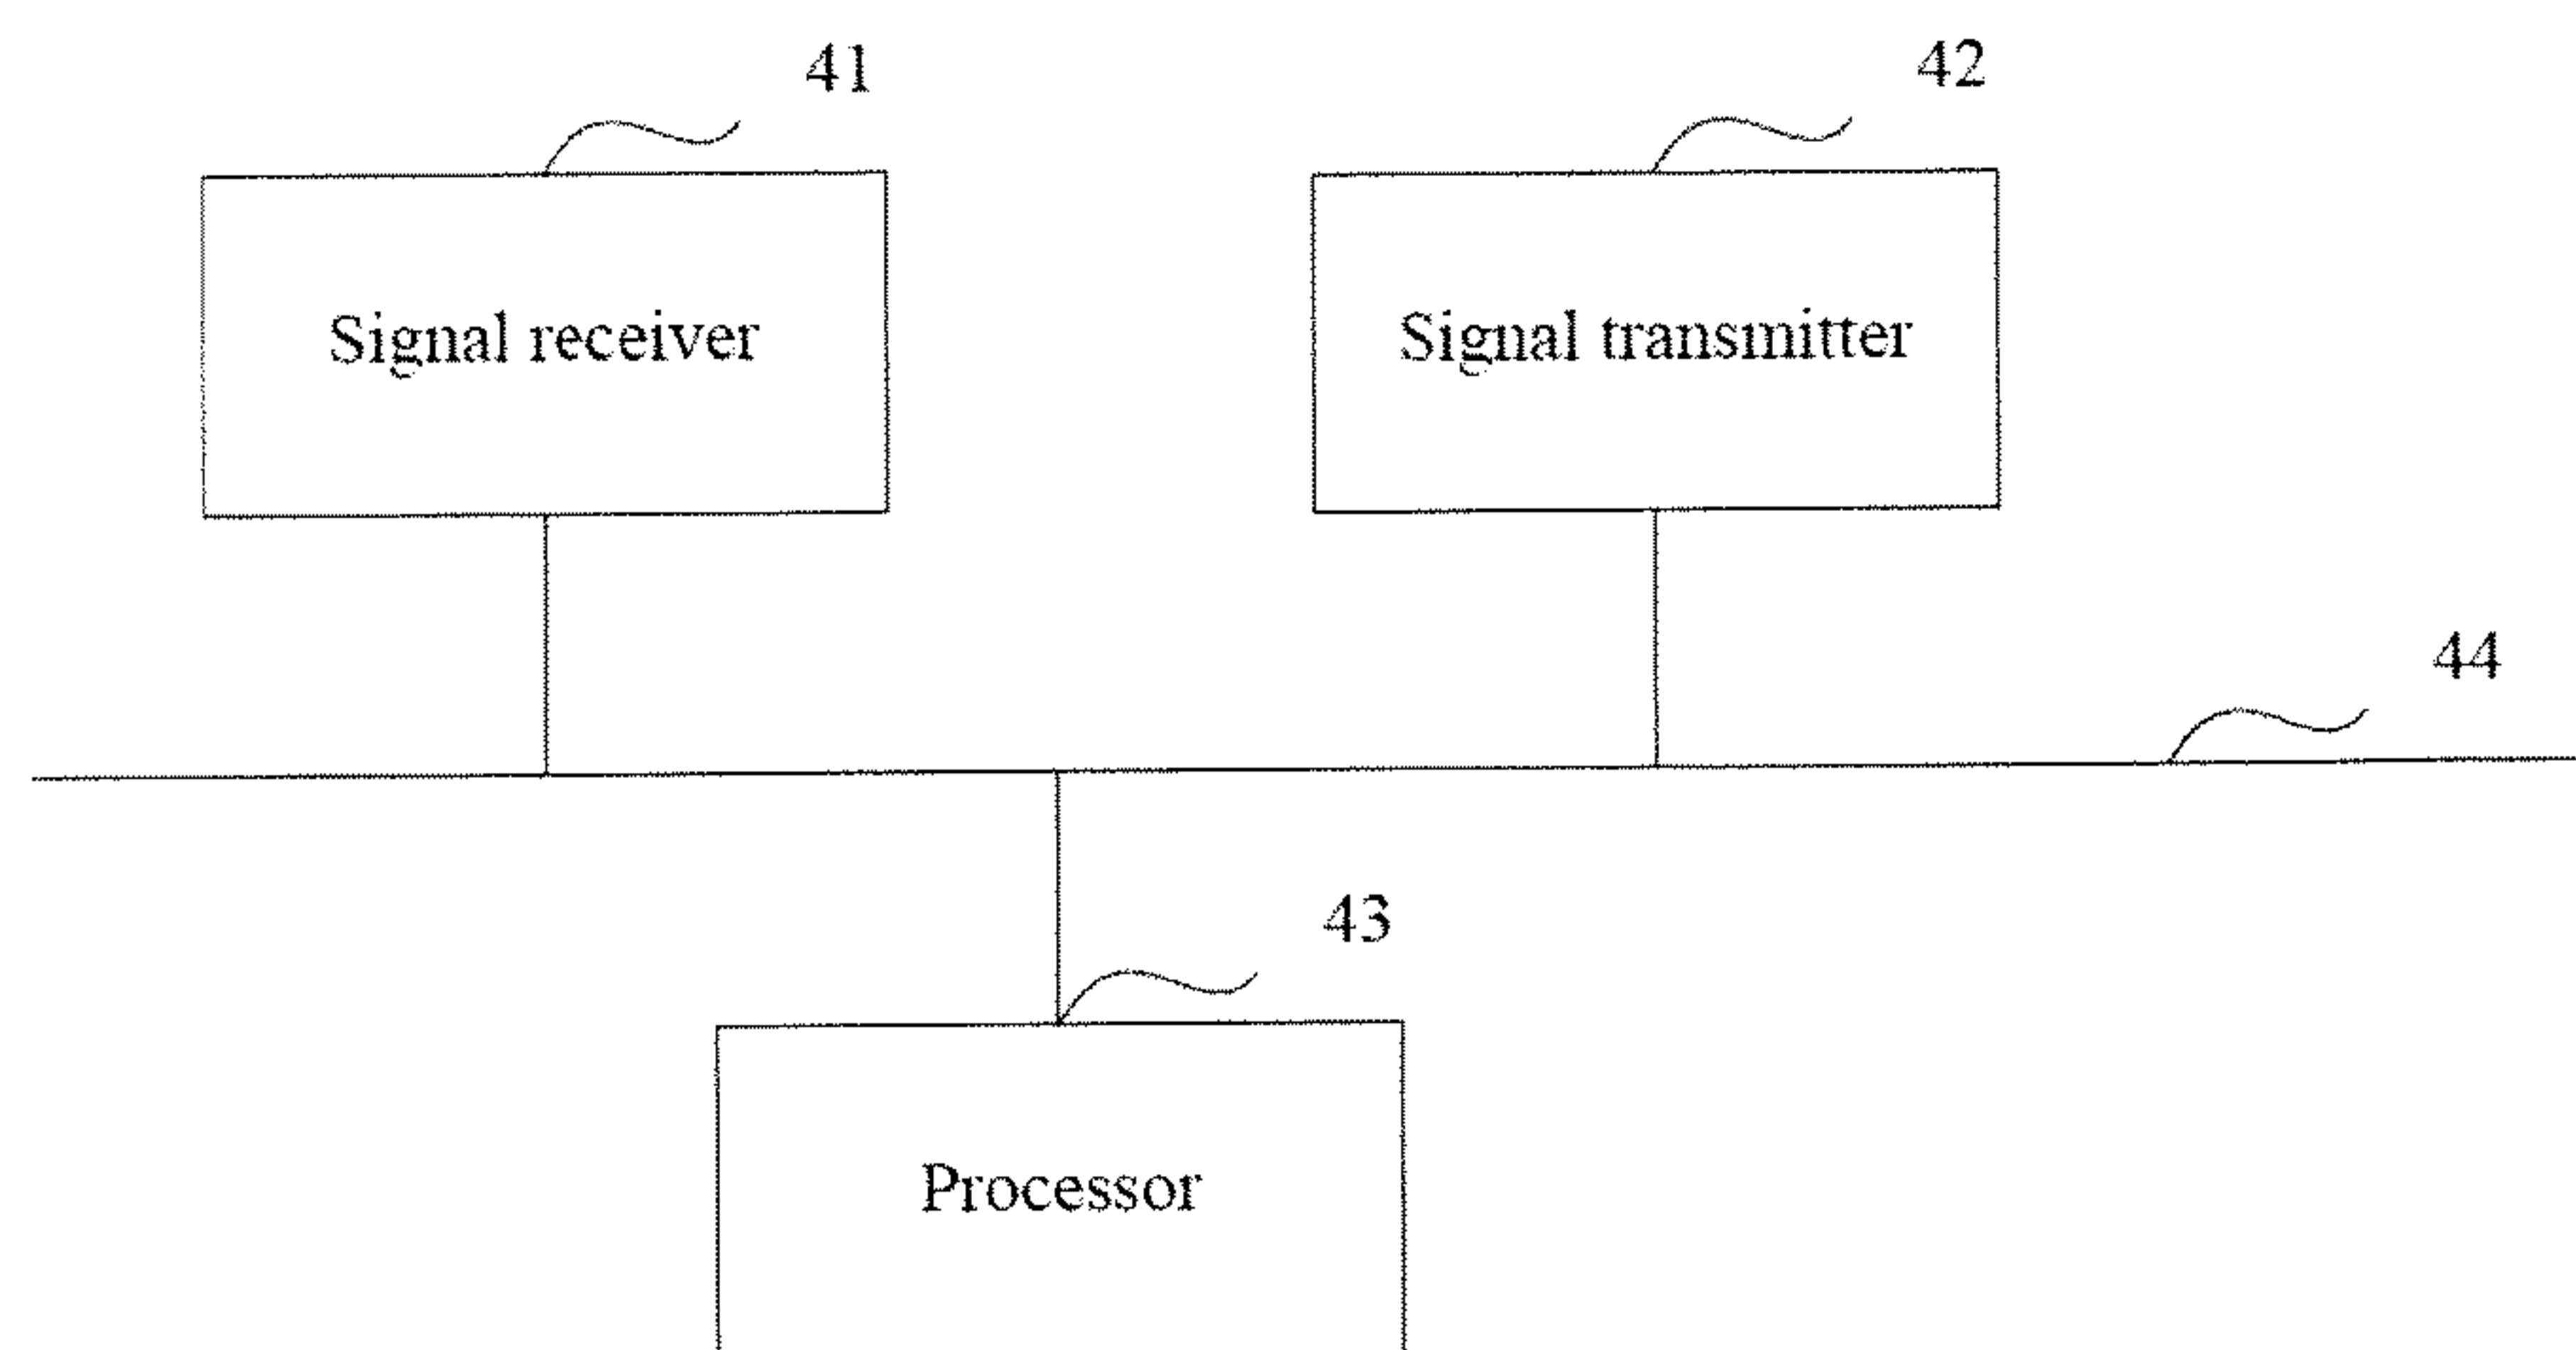 41
42
Signal receiver
Signal transmitter
44
43
Processor